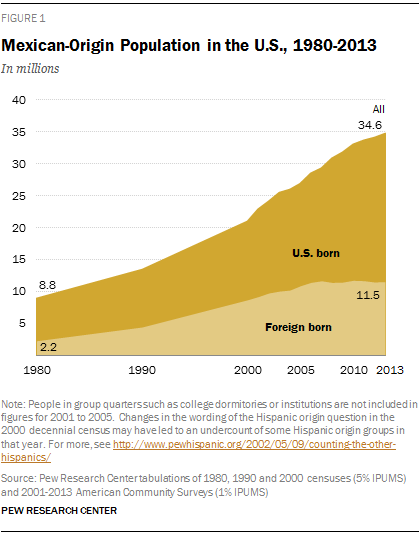 FIGURE 1
Mexican-Origin Population in the U.S., 1980-2013
In millions
40
All
35
34.6
30
25
20
U.S. born
15
10
8.8
11.5
5
Foreign born
2.2
1980
1990
2000
2005
2010
2013
Note: People in group quarters such as college dormitories or institutions are not included in
figures for 2001 to 2005. Changes in the wording of the Hispanic origin question in the
2000 decennial census may have led to an undercount of some Hispanic origin groups in
that year. For more, see http://www.pewhispanic.org/2002/05/09/counting-the-other-
hispanics/
Source: Pew Research Center tabulations of 1980, 1990 and 2000 censuses (5% IPUMS)
and 2001-2013 American Community Surveys (1% IPUMS)
PEW RESEARCH CENTER